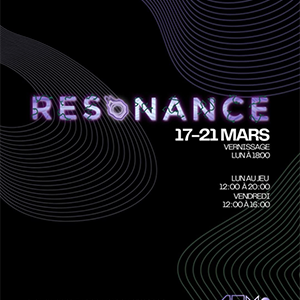 RESONANCE
17–21 MARS
VERNISSAGE
LUN À 18:00
LUN AU JEU
12:00 À 20:00
VENDREDI
12:00 À 16:00